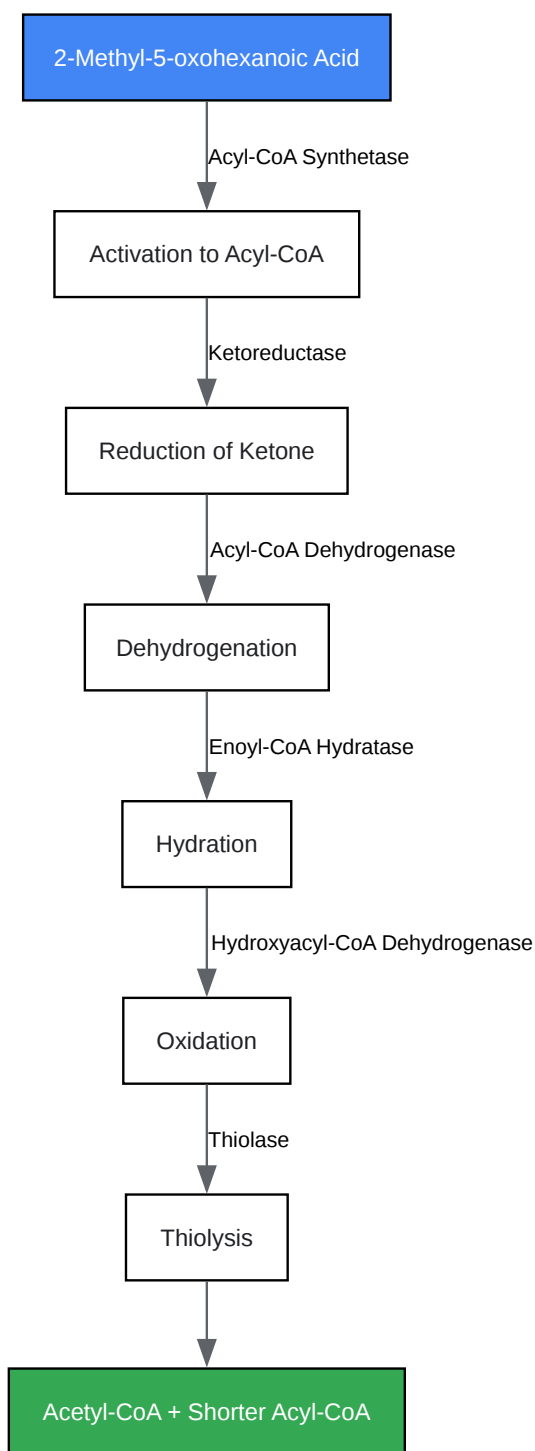 2-Methyl-5-oxohexanoic Acid
Acyl-CoA Synthetase
Activation to Acyl-CoA
Ketoreductase
Reduction of Ketone
Acyl-CoA Dehydrogenase
Dehydrogenation
Enoyl-CoA Hydratase
Hydration
Hydroxyacyl-CoA Dehydrogenase
Oxidation
Thiolase
Thiolysis
Acetyl-CoA + Shorter Acyl-CoA